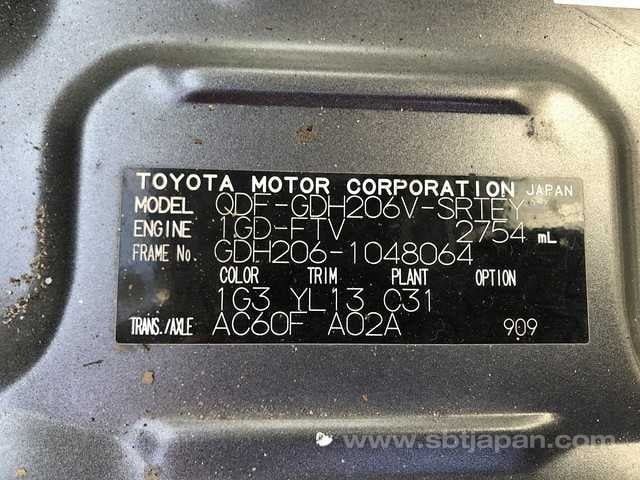 TOYOTA MOTOR CORPORATION JAPAN
MODEL QDF-GDH206V-SRTEY
ENGINE 1GD-FTV 2754 mL
FRAME No. GDH206-1048064
COLOR TRIM PLANT OPTION
1G3 YL13 C31
TRANS./AXLE AC60F A02A 909
www.sbtjapan.com